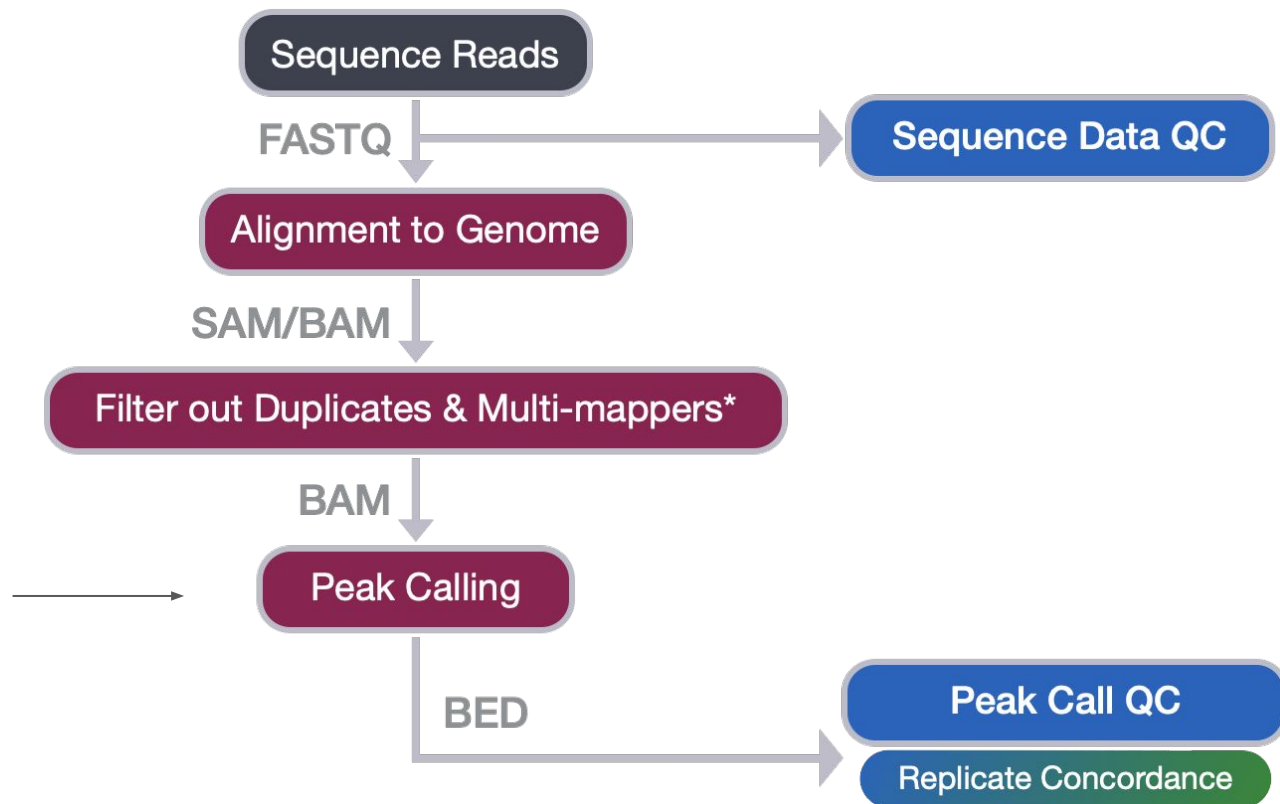 Sequence Reads
FASTQ
Sequence Data QC
Alignment to Genome
SAM/BAM
Filter out Duplicates & Multi-mappers*
BAM
Peak Calling
BED
Peak Call QC
Replicate Concordance